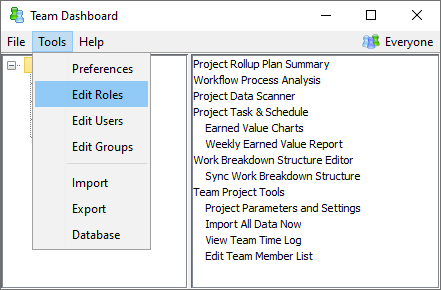 Team Dashboard
File Tools Help Everyone
Preferences
Edit Roles
Edit Users
Edit Groups
Import
Export
Database
Project Rollup Plan Summary
Workflow Process Analysis
Project Data Scanner
Project Task & Schedule
Earned Value Charts
Weekly Earned Value Report
Work Breakdown Structure Editor
Sync Work Breakdown Structure
Team Project Tools
Project Parameters and Settings
Import All Data Now
View Team Time Log
Edit Team Member List